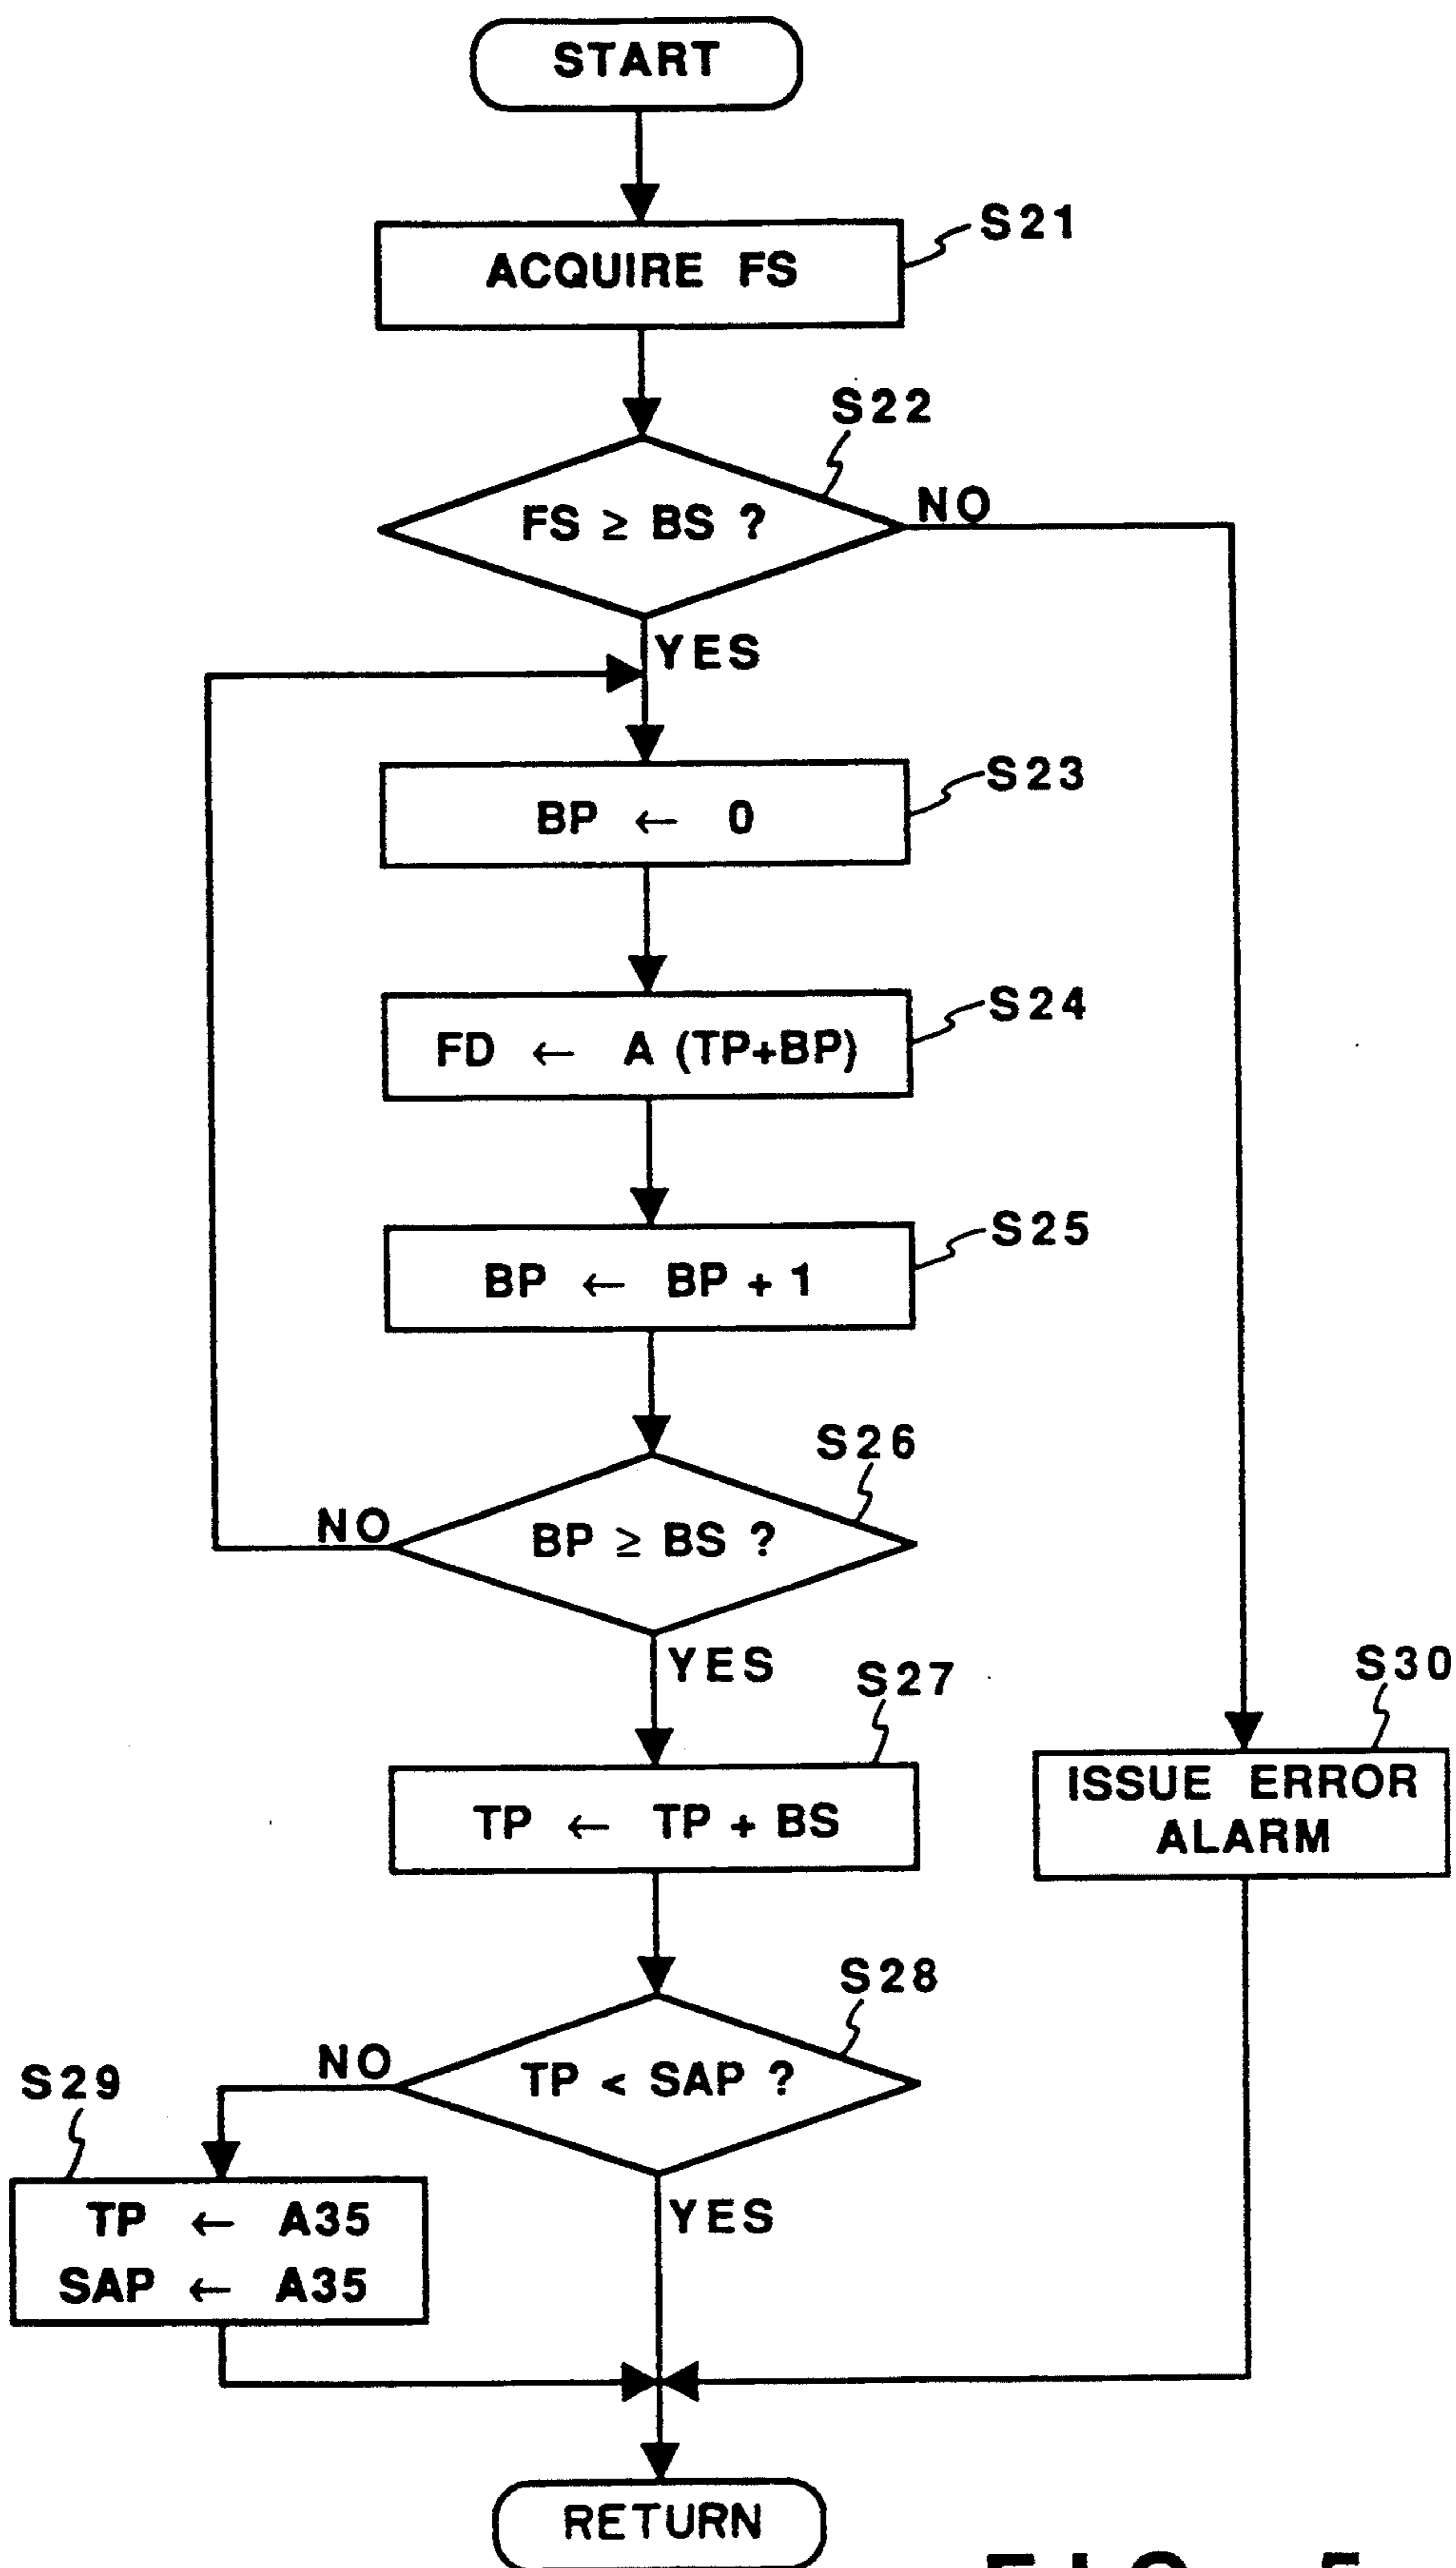 START
ACQUIRE FS
S21
S22
FS ≥ BS ?
NO
YES
BP ← 0
S23
FD ← A (TP+BP)
S24
BP ← BP + 1
S25
S26
NO
BP ≥ BS ?
YES
S27
S30
TP ← TP + BS
ISSUE ERROR
ALARM
S28
NO
TP < SAP ?
S29
YES
TP ← A35
SAP ← A35
RETURN